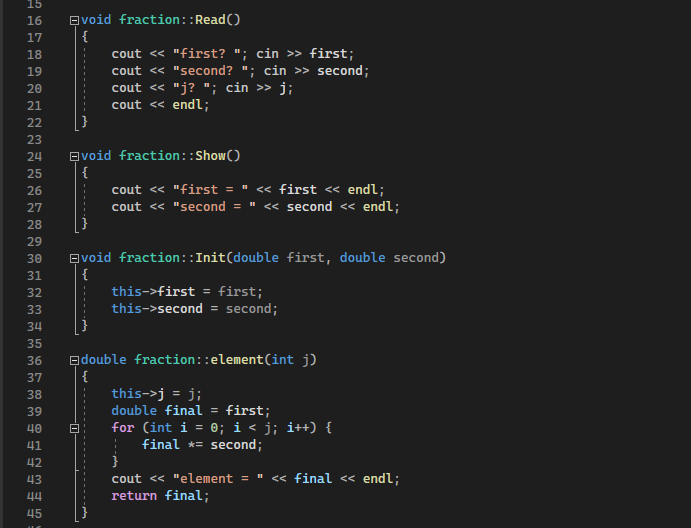 15
16 void fraction::Read()
17 {
18 cout << "first? "; cin >> first;
19 cout << "second? "; cin >> second;
20 cout << "j? "; cin >> j;
21 cout << endl;
22 }
23
24 void fraction::Show()
25 {
26 cout << "first = " << first << endl;
27 cout << "second = " << second << endl;
28 }
29
30 void fraction::Init(double first, double second)
31 {
32 this->first = first;
33 this->second = second;
34 }
35
36 double fraction::element(int j)
37 {
38 this->j = j;
39 double final = first;
40 for (int i = 0; i < j; i++) {
41 final *= second;
42 }
43 cout << "element = " << final << endl;
44 return final;
45 }